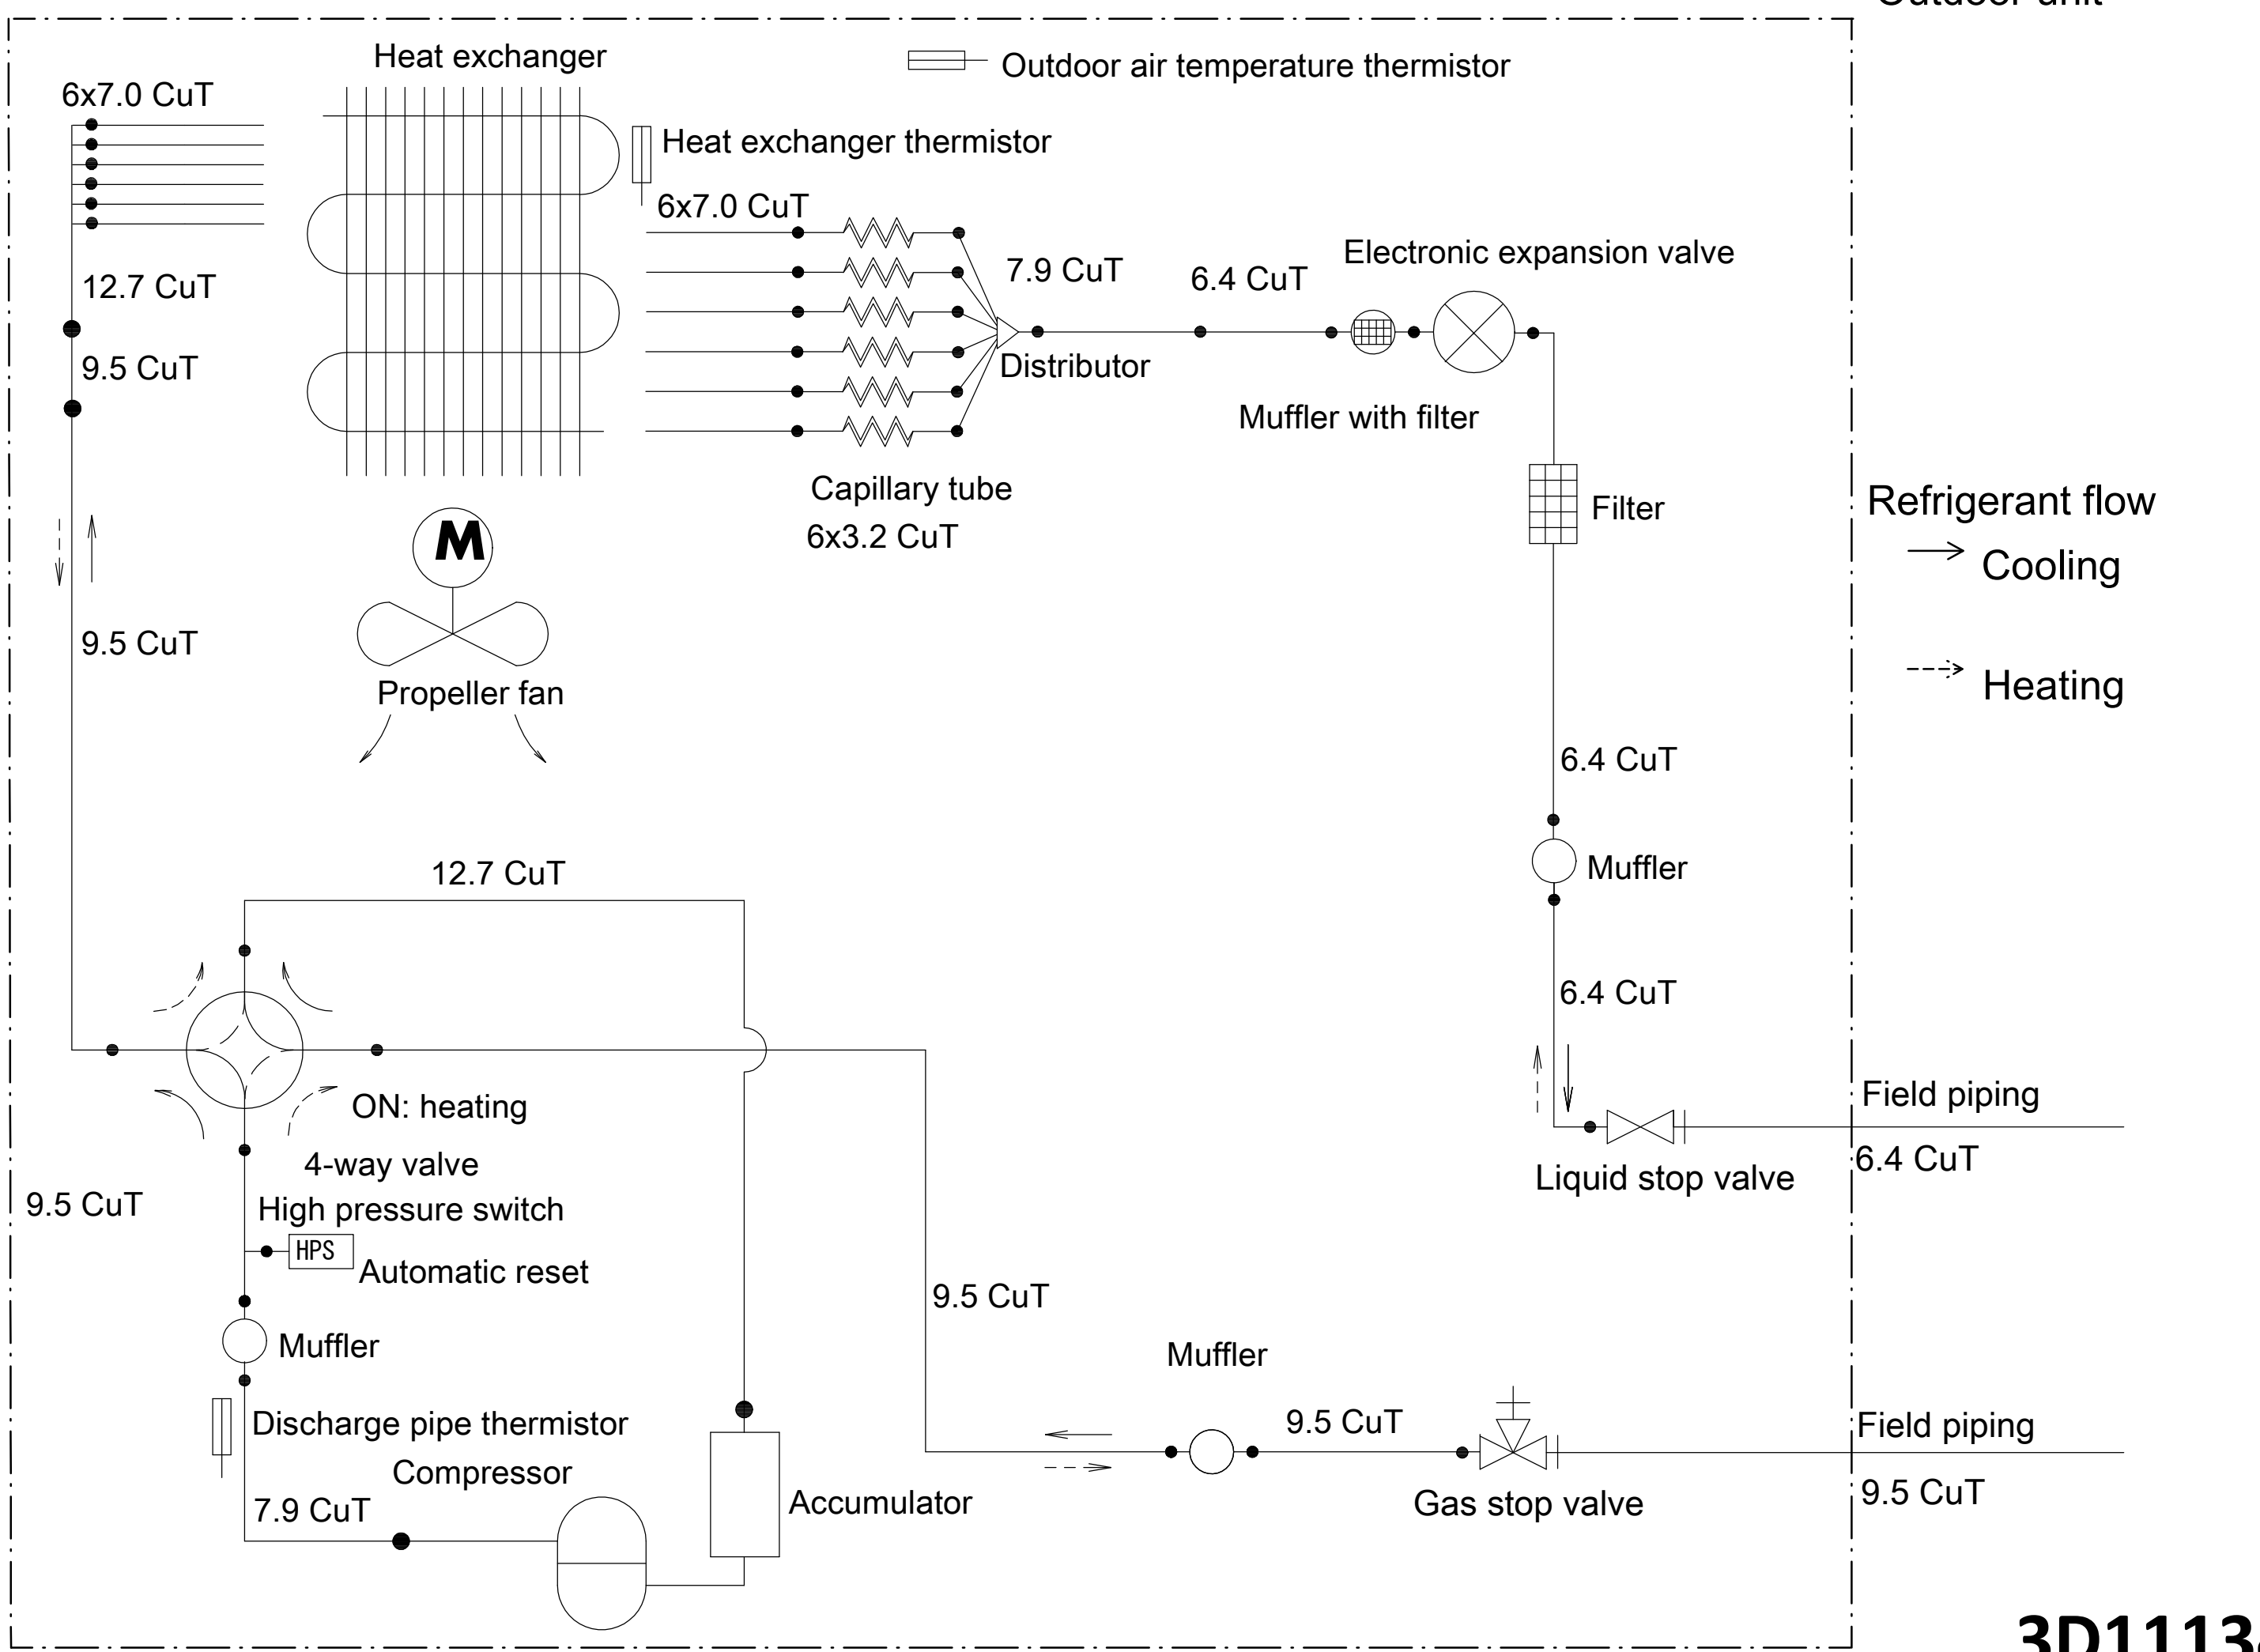 Outdoor unit
Heat exchanger
Outdoor air temperature thermistor
6x7.0 CuT
Heat exchanger thermistor
6x7.0 CuT
Electronic expansion valve
7.9 CuT
6.4 CuT
12.7 CuT
9.5 CuT
Distributor
Muffler with filter
Capillary tube
6x3.2 CuT
Filter
Refrigerant flow
Cooling
Heating
M
9.5 CuT
Propeller fan
6.4 CuT
Muffler
12.7 CuT
6.4 CuT
ON: heating
4-way valve
Field piping
6.4 CuT
Liquid stop valve
9.5 CuT
High pressure switch
HPS
Automatic reset
9.5 CuT
Muffler
Muffler
Discharge pipe thermistor
9.5 CuT
Field piping
Compressor
7.9 CuT
Accumulator
Gas stop valve
9.5 CuT